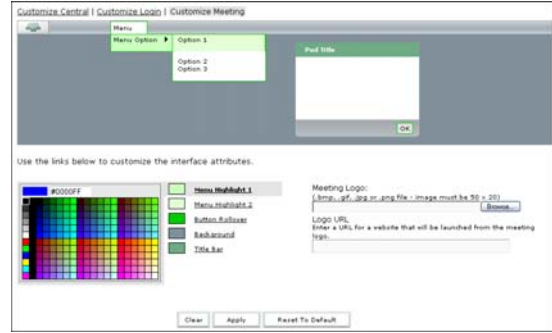 Customize Central | Customize Login | Customize Meeting
Menu
Menu Option
Option 1
Option 2
Option 3
Pod Title
OK
Use the links below to customize the interface attributes.
#0000FF
Menu Highlight 1
Menu Highlight 2
Button Rollover
Background
Title Bar
Meeting Logo:
(.bmp, .gif, .jpg or .png file - image must be 50 x 20)
Browse...
Logo URL
Enter a URL for a website that will be launched from the meeting
logo.
Clear
Apply
Reset To Default